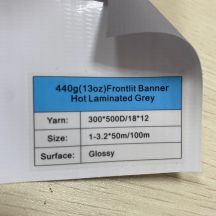 440g(13oz)Frontlit Banner
Hot Laminated Grey
Yarn: 300*500D/18*12
Size: 1-3.2*50m/100m
Surface: Glossy